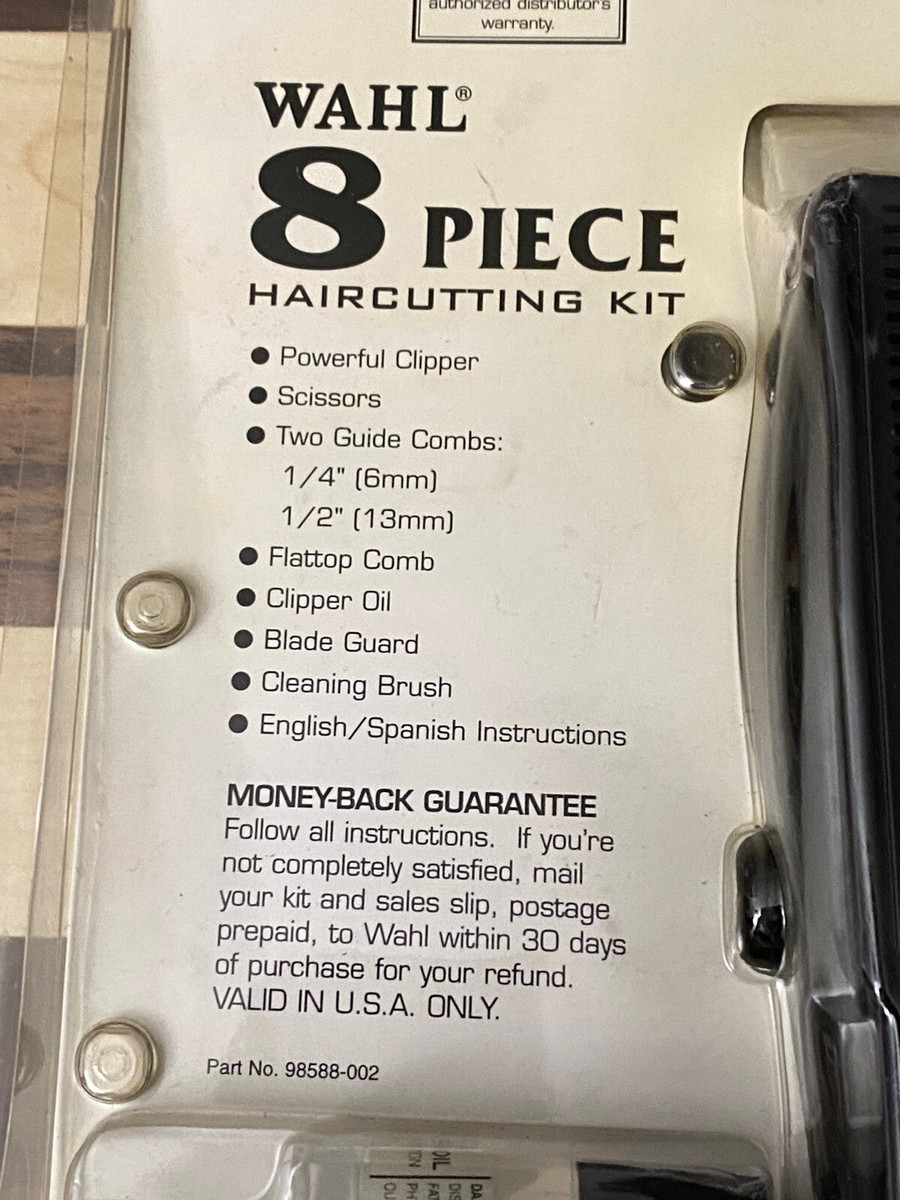 authorized distributor's
warranty.
WAHL®
8 PIECE
HAIRCUTTING KIT
● Powerful Clipper
● Scissors
● Two Guide Combs:
1/4" (6mm)
1/2" (13mm)
● Flattop Comb
● Clipper Oil
● Blade Guard
● Cleaning Brush
● English/Spanish Instructions
MONEY-BACK GUARANTEE
Follow all instructions. If you're
not completely satisfied, mail
your kit and sales slip, postage
prepaid, to Wahl within 30 days
of purchase for your refund.
VALID IN U.S.A. ONLY.
Part No. 98588-002